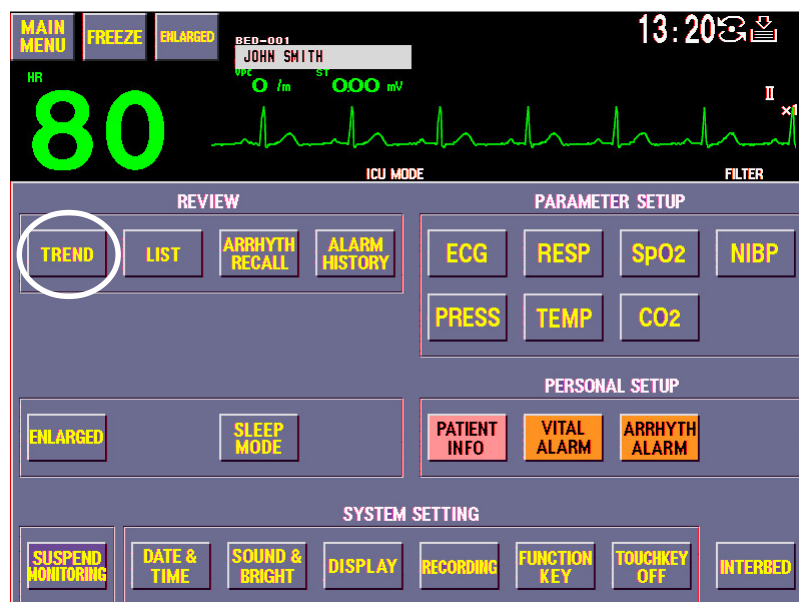 MAIN MENU
FREEZE
ENLARGED
BED-001
JOHN SMITH
13:20
HR
80
VPC
0 /m
ST
0.00 mV
II
×1
ICU MODE
FILTER
REVIEW
TREND
LIST
ARRHYTH RECALL
ALARM HISTORY
PARAMETER SETUP
ECG
RESP
SpO2
NIBP
PRESS
TEMP
CO2
ENLARGED
SLEEP MODE
PERSONAL SETUP
PATIENT INFO
VITAL ALARM
ARRHYTH ALARM
SYSTEM SETTING
SUSPEND MONITORING
DATE & TIME
SOUND & BRIGHT
DISPLAY
RECORDING
FUNCTION KEY
TOUCHKEY OFF
INTERBED